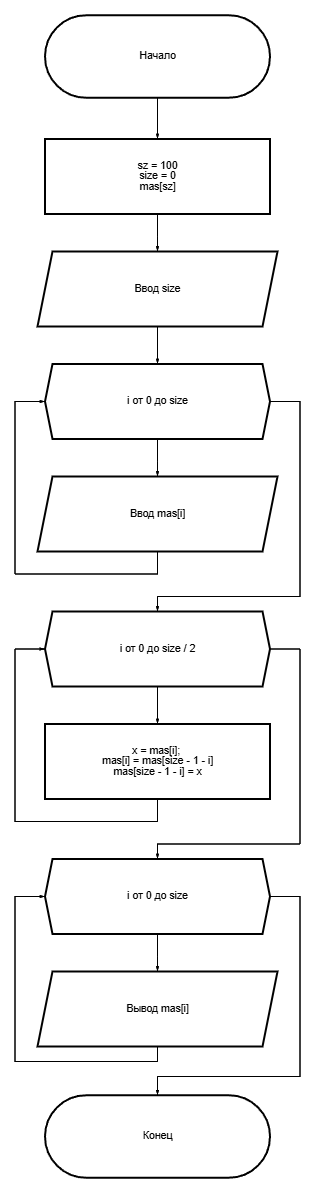 Начало
sz = 100
size = 0
mas[sz]
Ввод size
i от 0 до size
Ввод mas[i]
i от 0 до size / 2
x = mas[i];
mas[i] = mas[size - 1 - i]
mas[size - 1 - i] = x
i от 0 до size
Вывод mas[i]
Конец